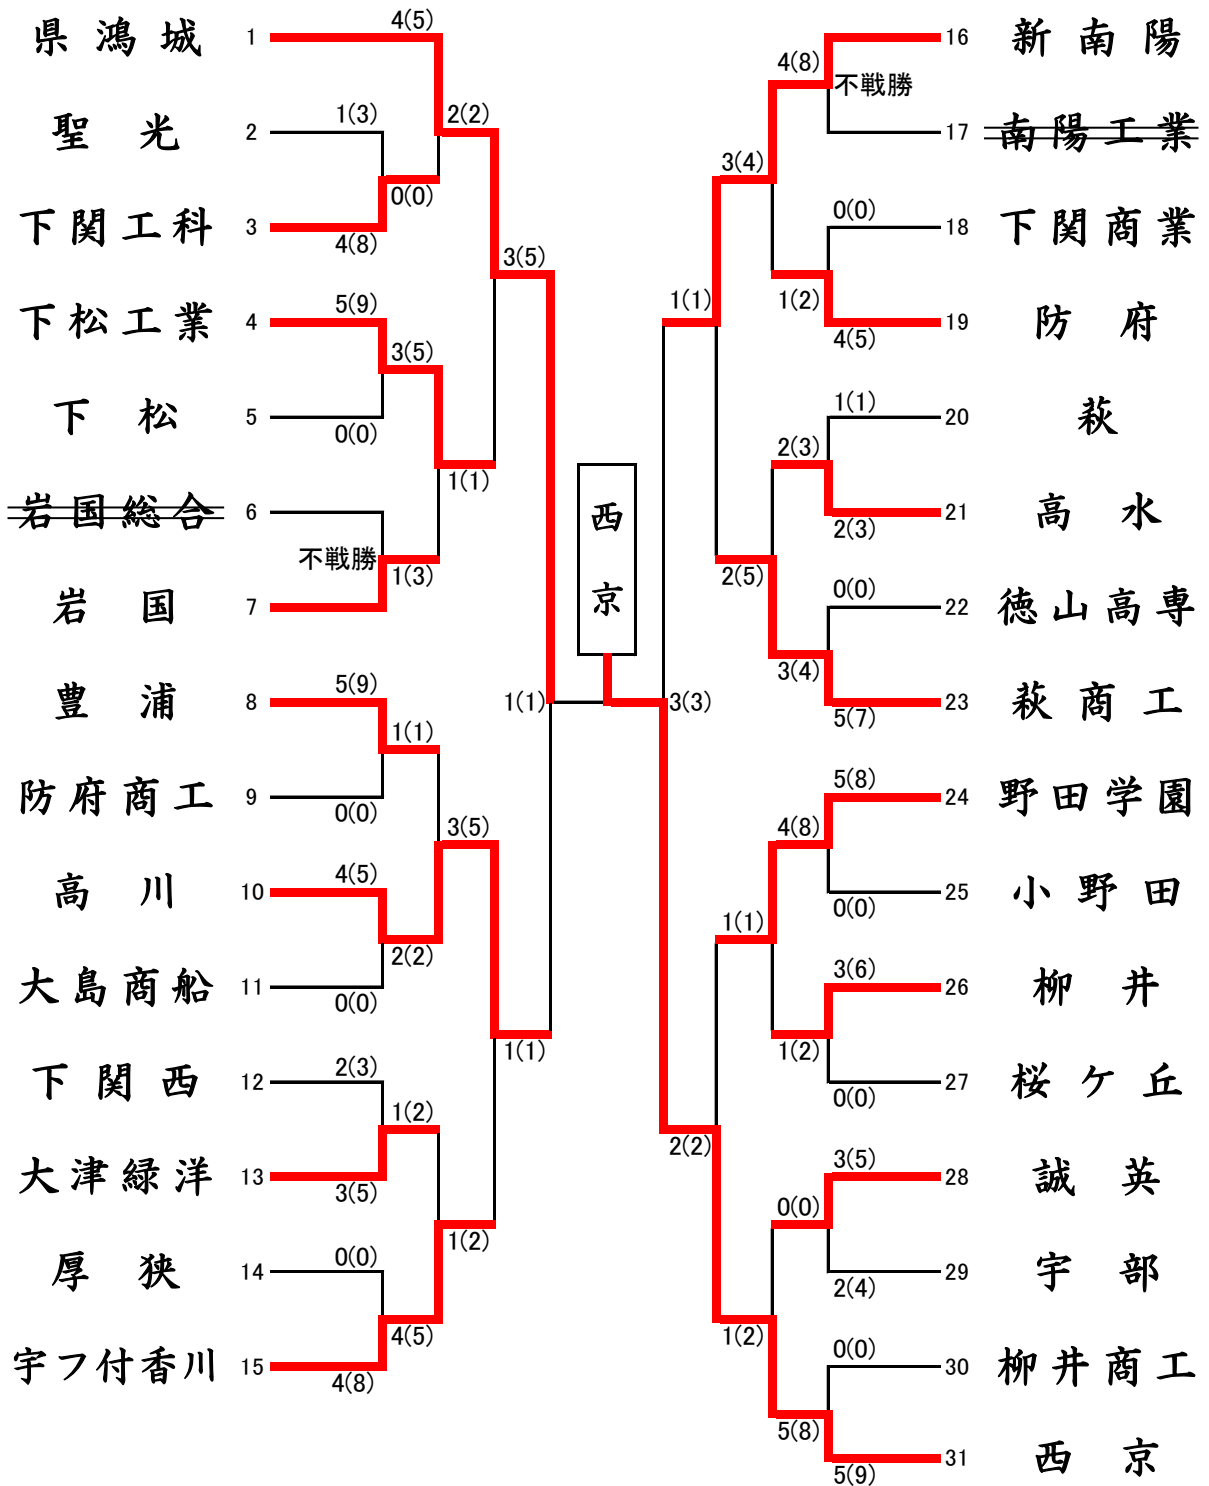 県鴻城 1 4(5)
聖光 2 1(3)
2(2)
0(0)
下関工科 3 4(8)
3(5)
下松工業 4 5(9)
3(5)
下松 5 0(0)
1(1)
岩国総合 6
不戦勝
1(3)
岩国 7
豊浦 8 5(9)
1(1)
1(1)
防府商工 9 0(0)
3(5)
高川 10 4(5)
2(2)
大島商船 11 0(0)
1(1)
下関西 12 2(3)
1(2)
大津緑洋 13 3(5)
1(2)
厚狭 14 0(0)
4(5)
宇フ付香川 15 4(8)
西京
新南陽 16
4(8)
不戦勝
南陽工業 17
3(4)
下関商業 18 0(0)
1(2)
防府 19 4(5)
1(1)
萩 20 1(1)
2(3)
高水 21 2(3)
2(5)
徳山高専 22 0(0)
3(4)
萩商工 23 5(7)
3(3)
野田学園 24 5(8)
4(8)
小野田 25 0(0)
1(1)
柳井 26 3(6)
1(2)
桜ケ丘 27 0(0)
2(2)
誠英 28 3(5)
0(0)
宇部 29 2(4)
1(2)
柳井商工 30 0(0)
5(8)
西京 31 5(9)